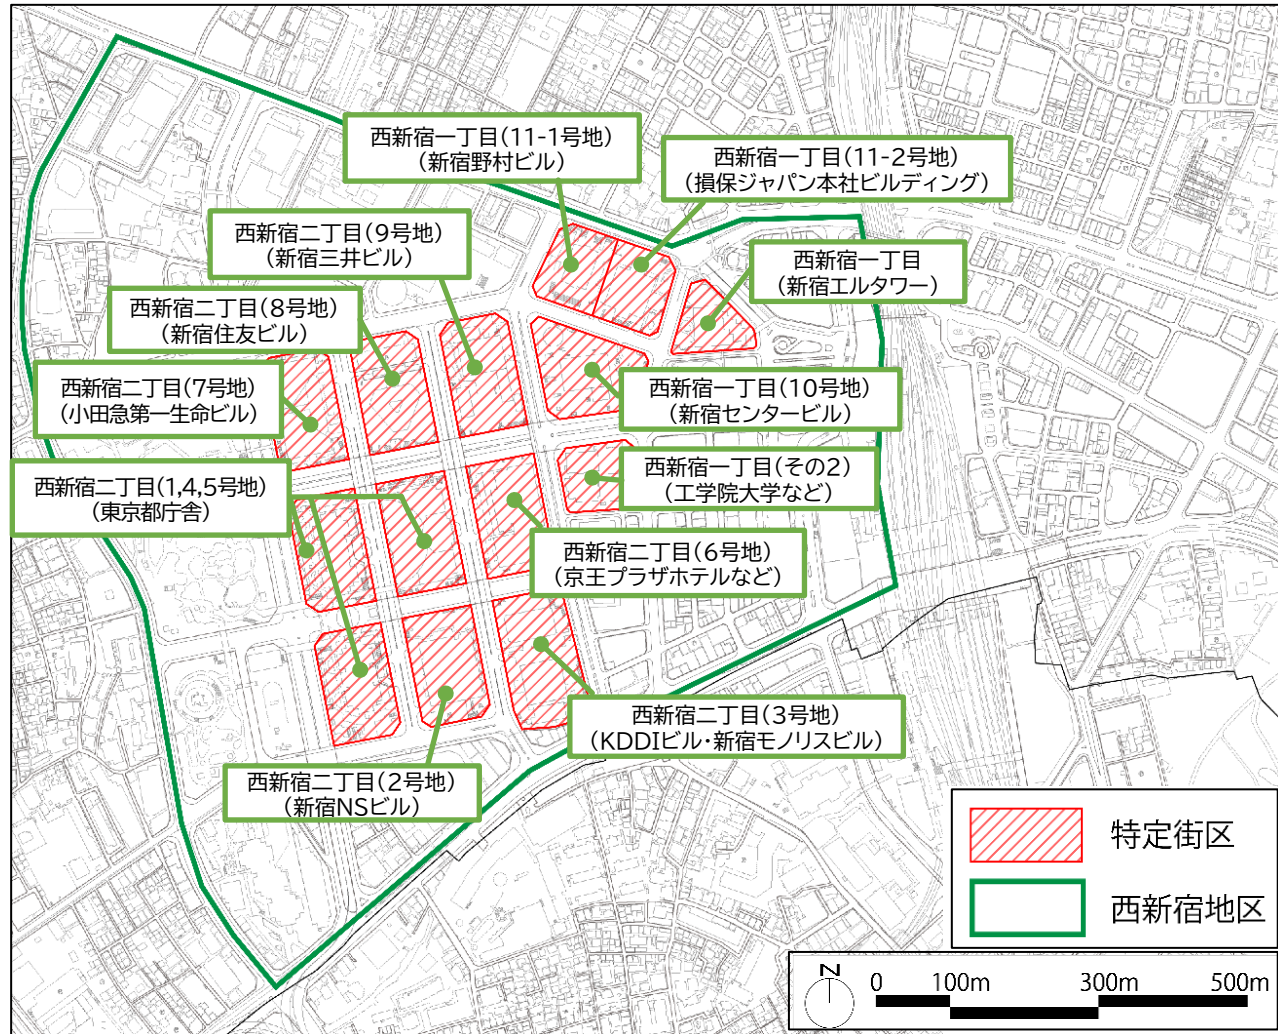 西新宿一丁目(11-1号地)
(新宿野村ビル)
西新宿一丁目(11-2号地)
(損保ジャパン本社ビルディング)
西新宿二丁目(9号地)
(新宿三井ビル)
西新宿一丁目
(新宿エルタワー)
西新宿二丁目(8号地)
(新宿住友ビル)
西新宿二丁目(7号地)
(小田急第一生命ビル)
西新宿一丁目(10号地)
(新宿センタービル)
西新宿二丁目(1,4,5号地)
(東京都庁舎)
西新宿一丁目(その2)
(工学院大学など)
西新宿二丁目(6号地)
(京王プラザホテルなど)
西新宿二丁目(3号地)
(KDDIビル・新宿モノリスビル)
西新宿二丁目(2号地)
(新宿NSビル)
特定街区
西新宿地区
N
0 100m 300m 500m